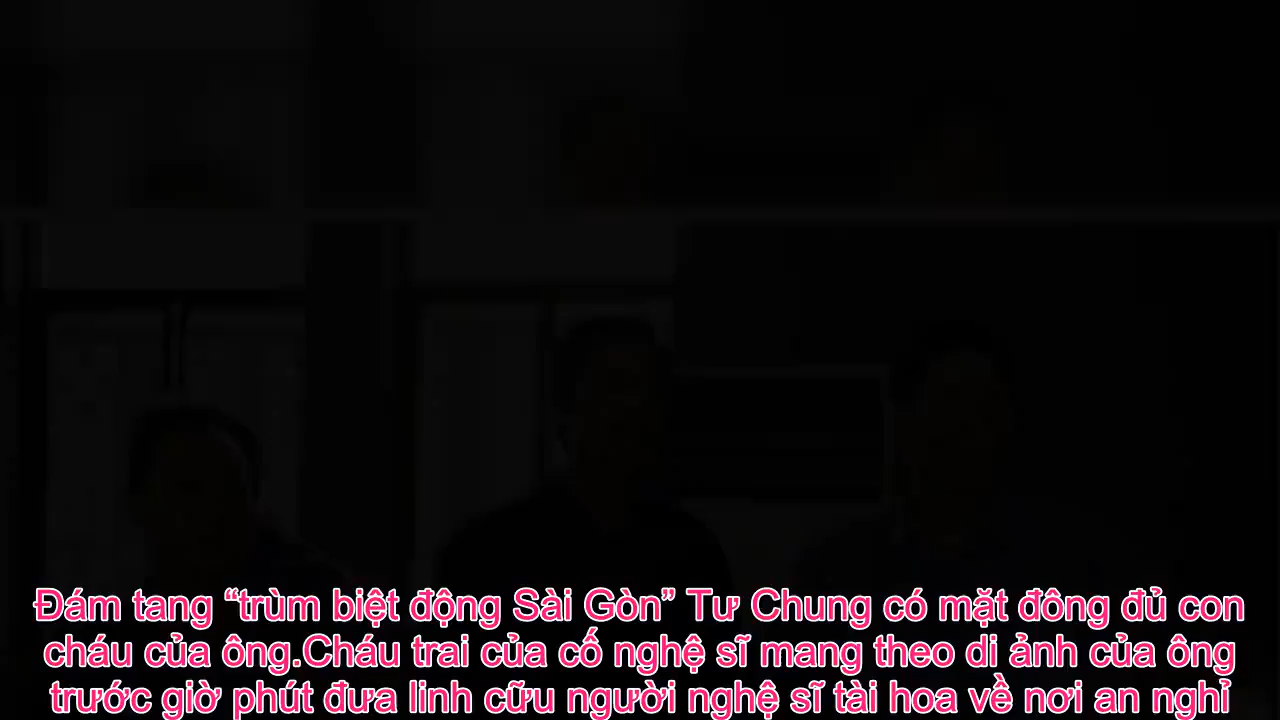 Đám tang “trùm biệt động Sài Gòn” Tư Chung có mặt đông đủ con
cháu của ông.Cháu trai của cố nghệ sĩ mang theo di ảnh của ông
trước giờ phút đưa linh cữu người nghệ sĩ tài hoa về nơi an nghỉ